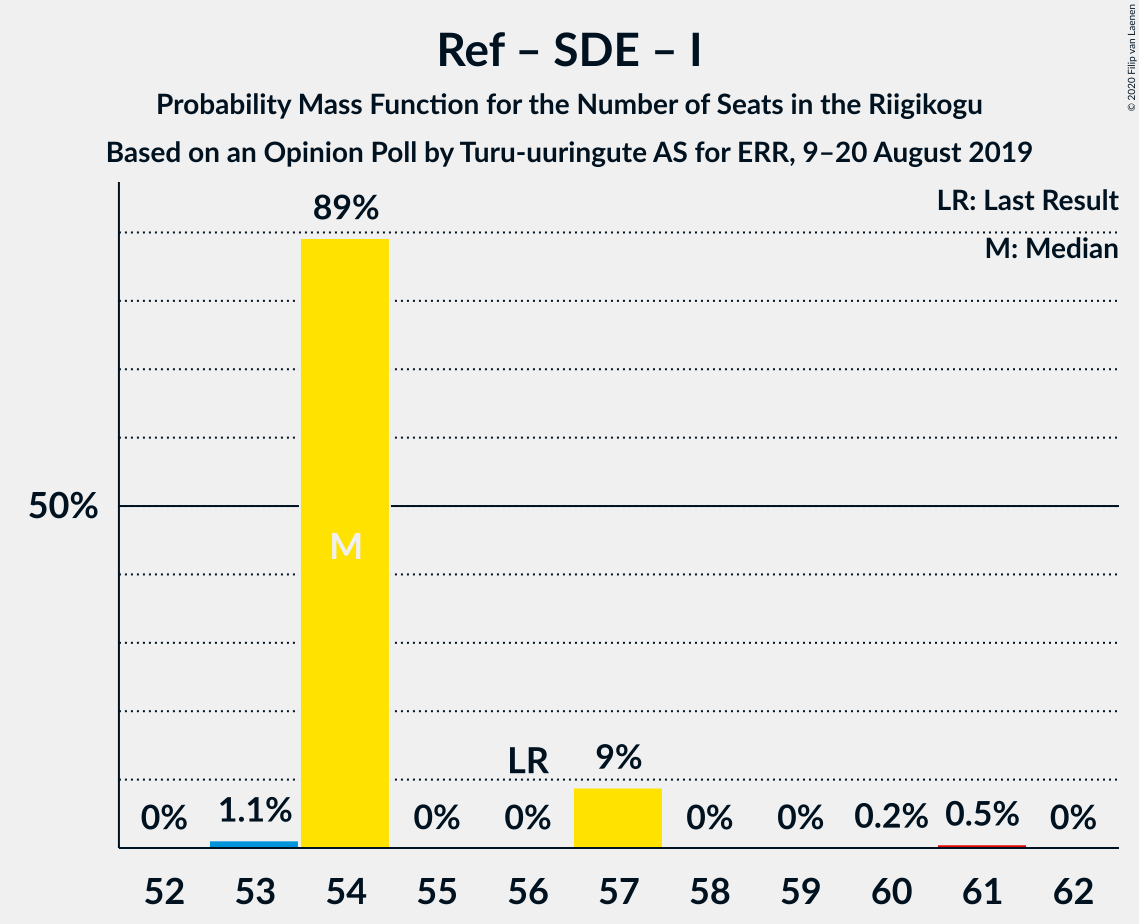 Ref – SDE – I
Probability Mass Function for the Number of Seats in the Riigikogu
Based on an Opinion Poll by Turu-uuringute AS for ERR, 9–20 August 2019
© 2020 Filip van Laenen
LR: Last Result
M: Median
89%
50%
M
LR 9%
0% 1.1% 0% 0% 0% 0% 0.2% 0.5% 0%
52 53 54 55 56 57 58 59 60 61 62